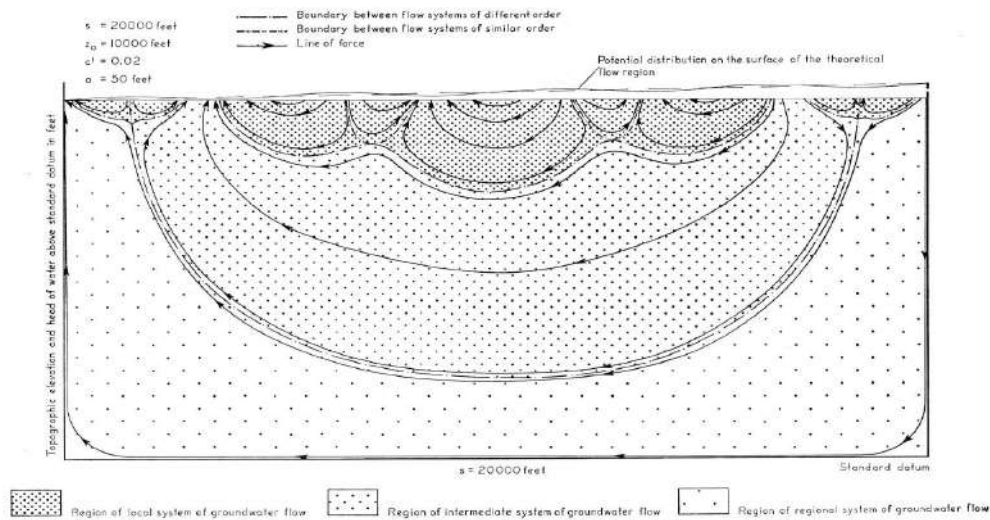 s = 20000 feet
z₀ = 10000 feet
c' = 0.02
a = 50 feet
Boundary between flow systems of different order
Boundary between flow systems of similar order
Line of force
Potential distribution on the surface of the theoretical
flow region
Topographic elevation and head of water above standard datum in feet
s = 20000 feet
Standard datum
Region of local system of groundwater flow
Region of intermediate system of groundwater flow
Region of regional system of groundwater flow